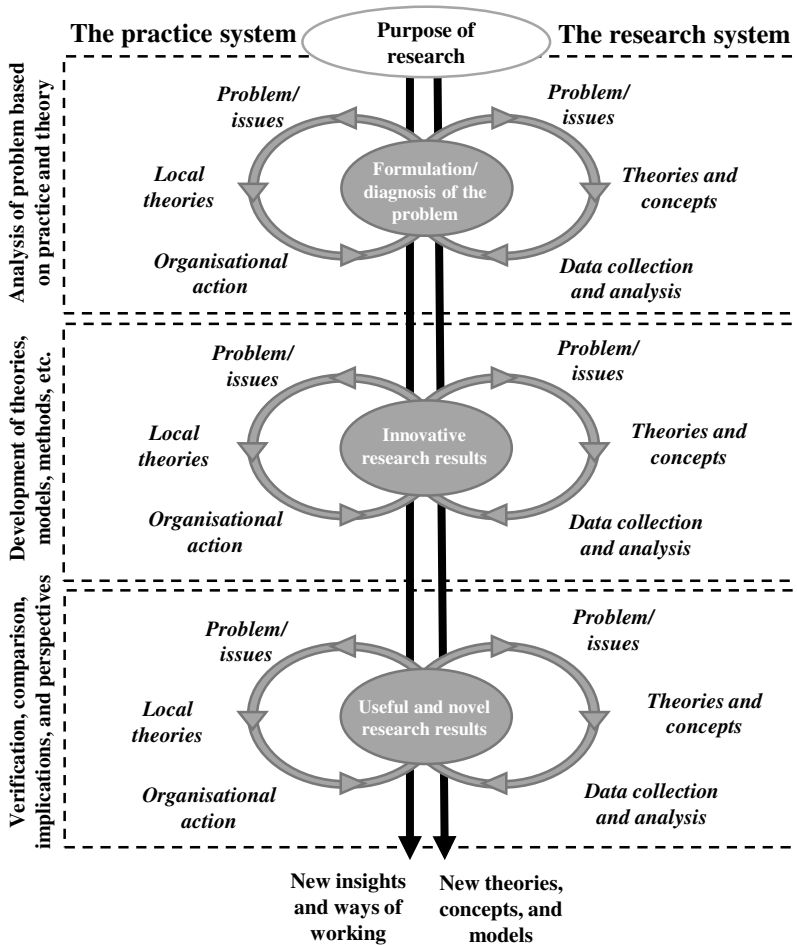 The practice system
Purpose of
research
The research system
Analysis of problem based
on practice and theory
Problem/
issues
Problem/
issues
Local
theories
Formulation/
diagnosis of the
problem
Theories and
concepts
Organisational
action
Data collection
and analysis
Development of theories,
models, methods, etc.
Problem/
issues
Problem/
issues
Local
theories
Innovative
research results
Theories and
concepts
Organisational
action
Data collection
and analysis
Verification, comparison,
implications, and perspectives
Problem/
issues
Problem/
issues
Local
theories
Useful and novel
research results
Theories and
concepts
Organisational
action
Data collection
and analysis
New insights
and ways of
working
New theories,
concepts, and
models